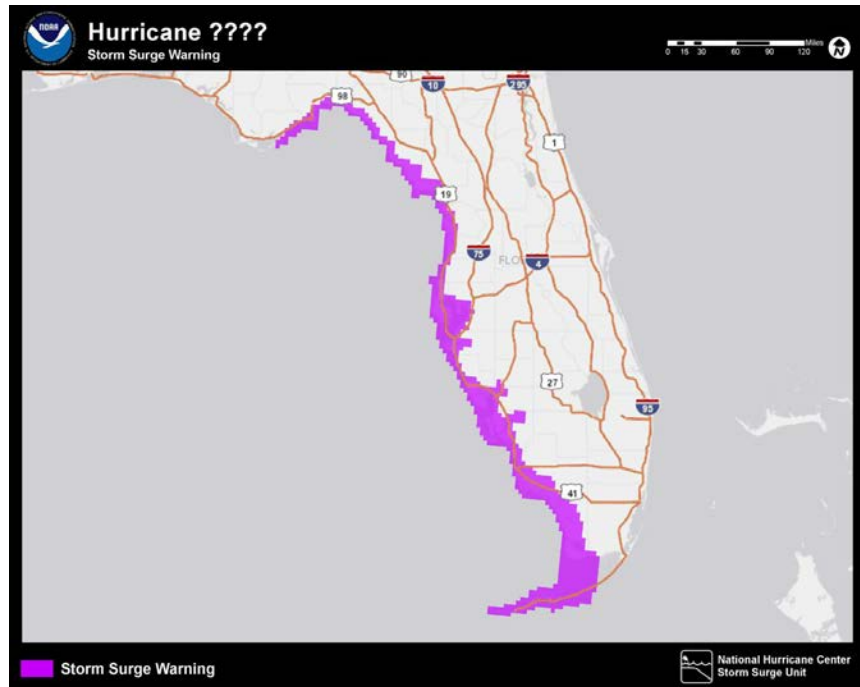 NOAA
Hurricane ????
Storm Surge Warning
Miles
0 15 30 60 90 120
N
90
10
295
98
1
19
75
FLO
4
27
95
41
Storm Surge Warning
National Hurricane Center
Storm Surge Unit